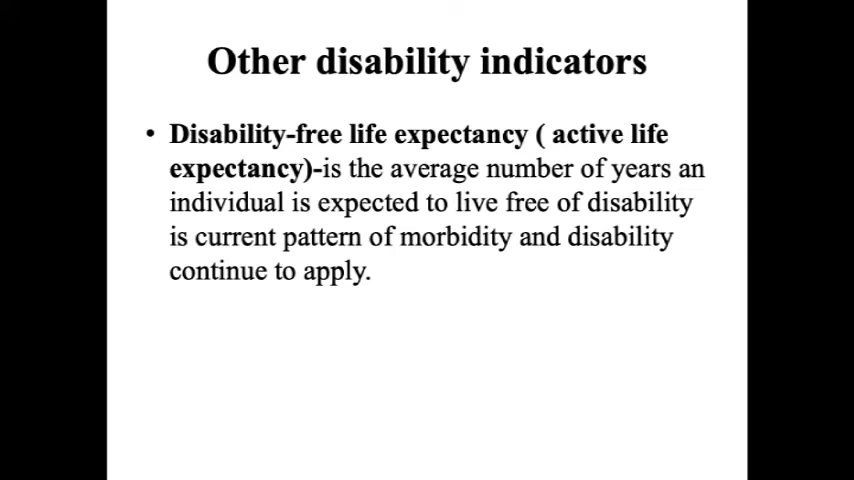 Other disability indicators
• Disability-free life expectancy ( active life
expectancy)-is the average number of years an
individual is expected to live free of disability
is current pattern of morbidity and disability
continue to apply.